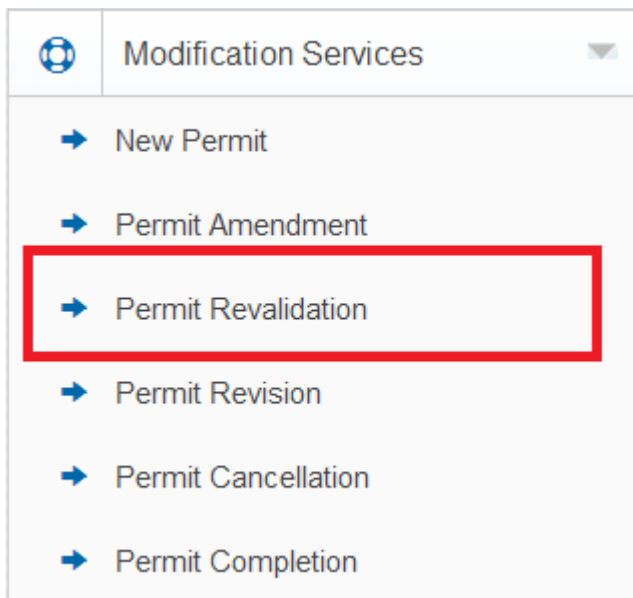 Modification Services
New Permit
Permit Amendment
Permit Revalidation
Permit Revision
Permit Cancellation
Permit Completion